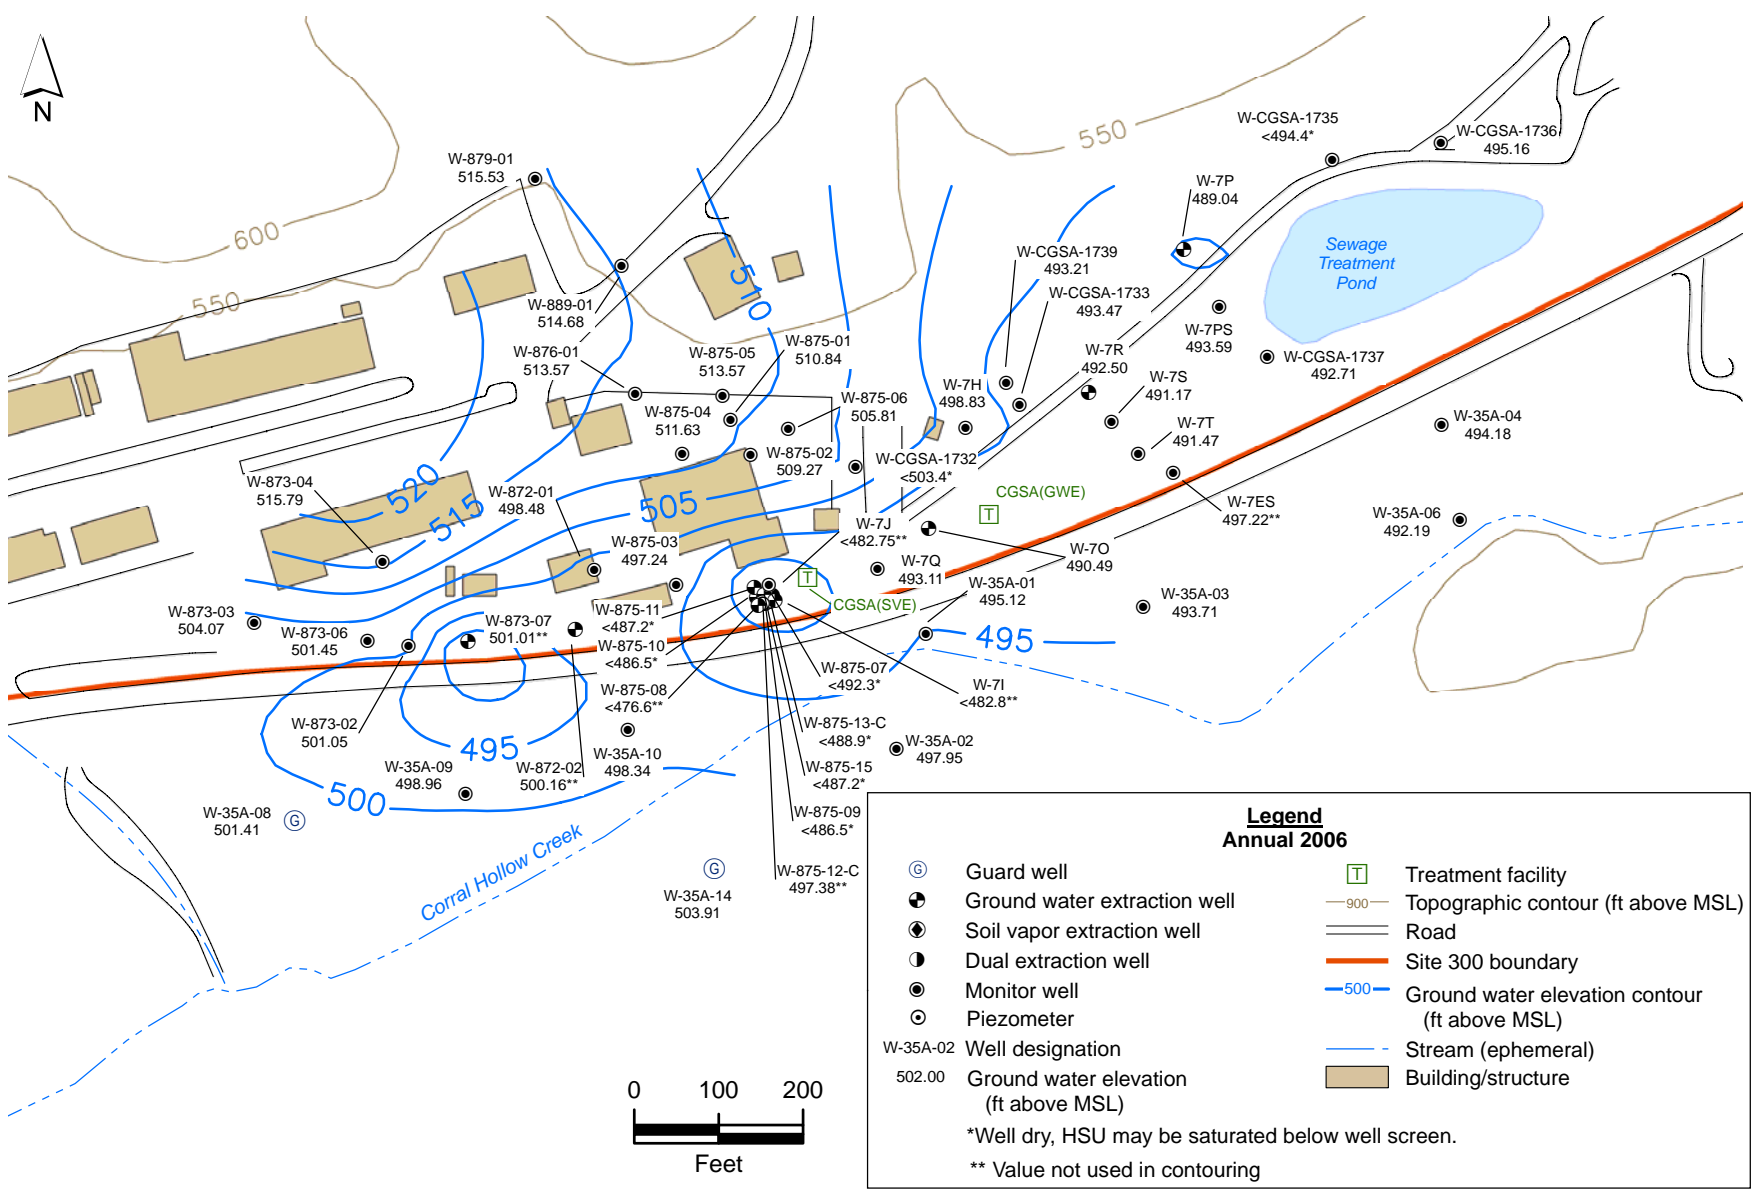 N
550
W-CGSA-1735
<494.4*
W-CGSA-1736
495.16
W-879-01
515.53
W-7P
489.04
600
550
510
W-889-01
514.68
W-CGSA-1739
493.21
W-CGSA-1733
493.47
Sewage
Treatment
Pond
W-7PS
493.59
W-876-01
513.57
W-875-05
513.57
W-875-01
510.84
W-7R
492.50
W-CGSA-1737
492.71
W-7H
498.83
W-7S
491.17
W-875-04
511.63
W-875-06
505.81
W-35A-04
494.18
W-7T
491.47
W-875-02
509.27
W-CGSA-1732
<503.4*
W-873-04
515.79
520
515
W-872-01
498.48
505
CGSA(GWE)
T
W-7ES
497.22**
W-35A-06
492.19
W-7J
<482.75**
W-875-03
497.24
W-7O
490.49
W-7Q
493.11
T
CGSA(SVE)
W-35A-01
495.12
W-35A-03
493.71
W-873-03
504.07
W-873-06
501.45
W-873-07
501.01**
W-875-11
<487.2*
W-875-10
<486.5*
495
W-875-08
<476.6**
W-875-07
<492.3*
W-7I
<482.8**
W-873-02
501.05
495
W-875-13-C
<488.9*
W-35A-02
497.95
W-35A-10
498.34
W-35A-09
498.96
W-872-02
500.16**
W-875-15
<487.2*
500
W-35A-08
501.41
G
W-875-09
<486.5*
Corral Hollow Creek
G
W-35A-14
503.91
W-875-12-C
497.38**
Legend
Annual 2006
G Guard well
Ground water extraction well
Soil vapor extraction well
Dual extraction well
Monitor well
Piezometer
W-35A-02 Well designation
502.00 Ground water elevation
(ft above MSL)
T Treatment facility
900 Topographic contour (ft above MSL)
Road
Site 300 boundary
500 Ground water elevation contour
(ft above MSL)
Stream (ephemeral)
Building/structure
*Well dry, HSU may be saturated below well screen.
** Value not used in contouring
0 100 200
Feet